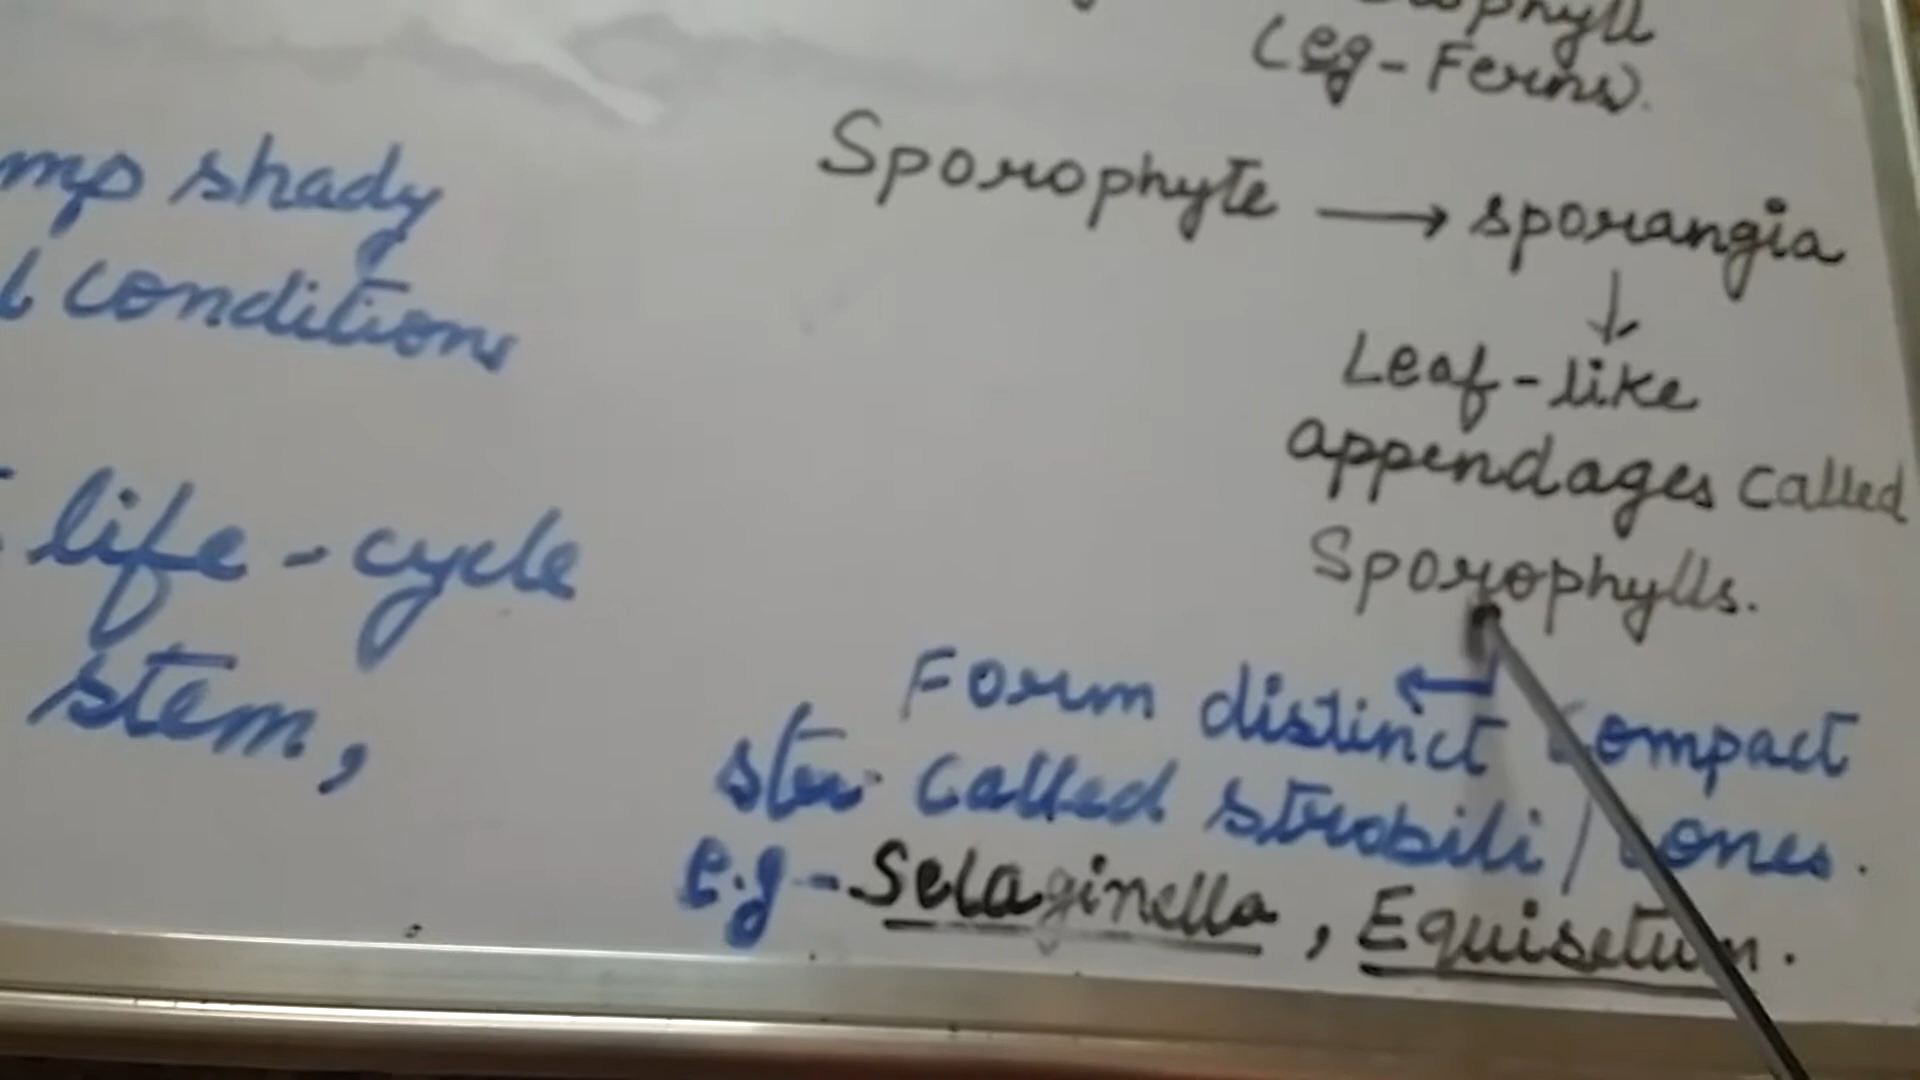 (eg - Ferns).
shady
conditions
life - cycle
stem,
Sporophyte → sporangia
↓
Leaf - like
appendages called
Sporophylls.
← Form distinct compact
str. called strobili / cones.
e.g - Selaginella, Equisetum.